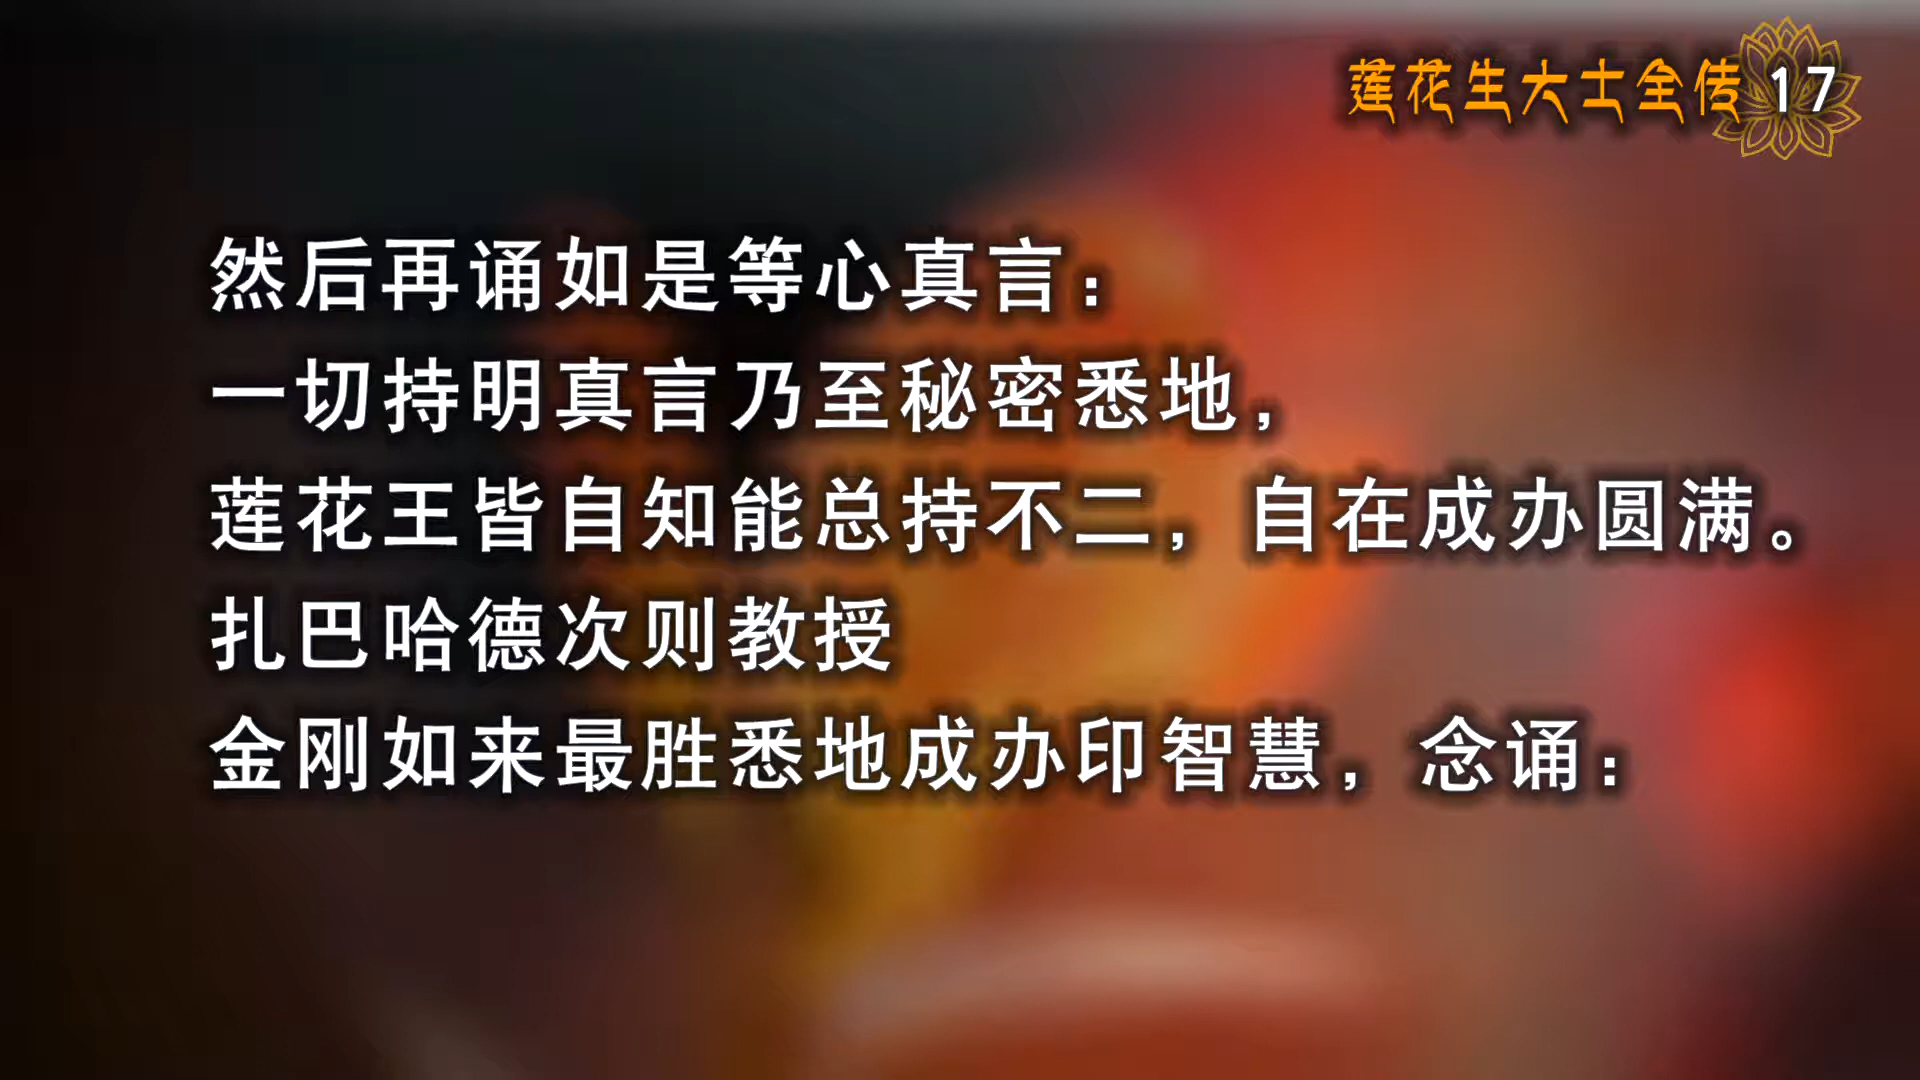 莲花生大士全传 17
然后再诵如是等心真言：
一切持明真言乃至秘密悉地，
莲花王皆自知能总持不二，自在成办圆满。
扎巴哈德次则教授
金刚如来最胜悉地成办印智慧，念诵：